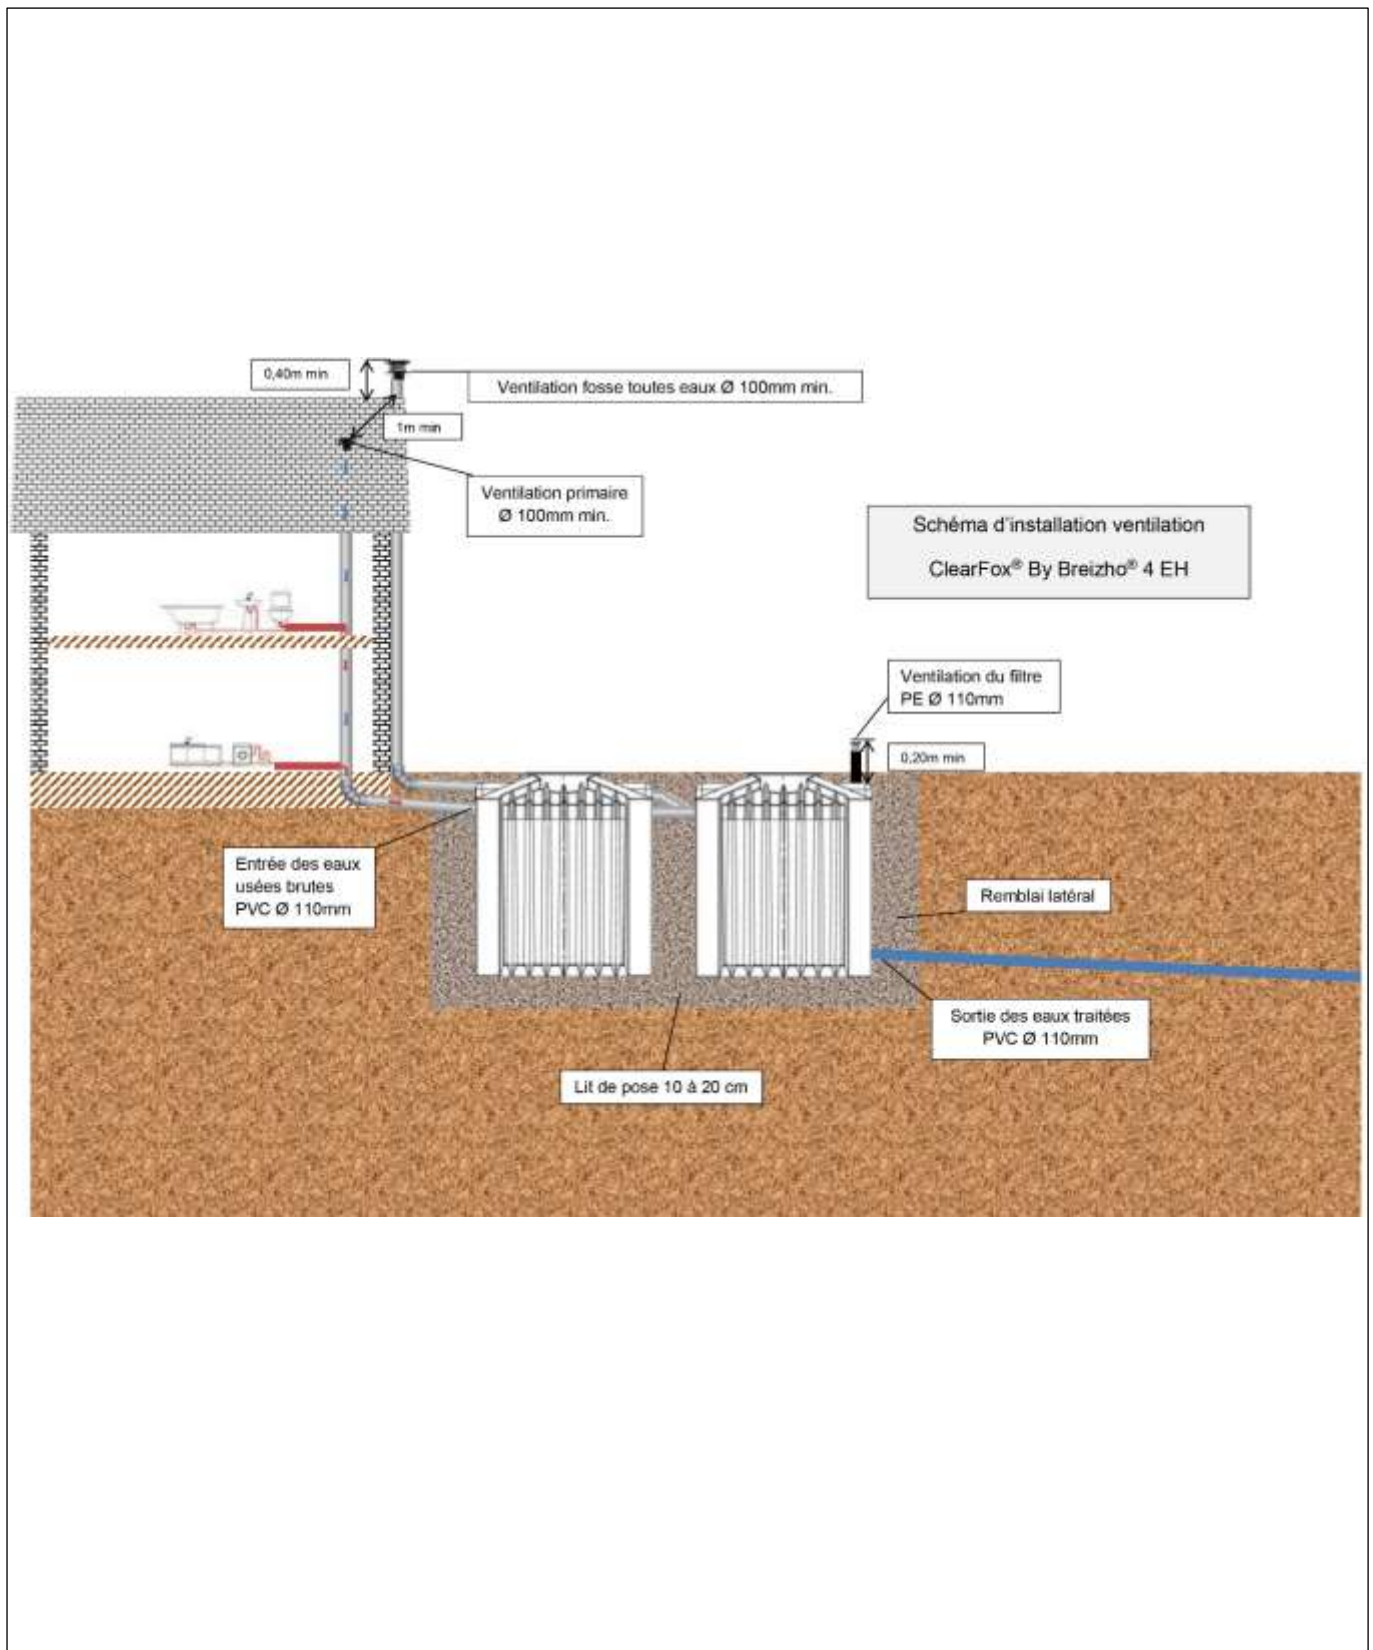 0,40m min
Ventilation fosse toutes eaux Ø 100mm min.
1m min
Ventilation primaire
Ø 100mm min.
Schéma d'installation ventilation
ClearFox® By Breizho® 4 EH
Ventilation du filtre
PE Ø 110mm
0,20m min
Entrée des eaux
usées brutes
PVC Ø 110mm
Remblai latéral
Sortie des eaux traitées
PVC Ø 110mm
Lit de pose 10 à 20 cm